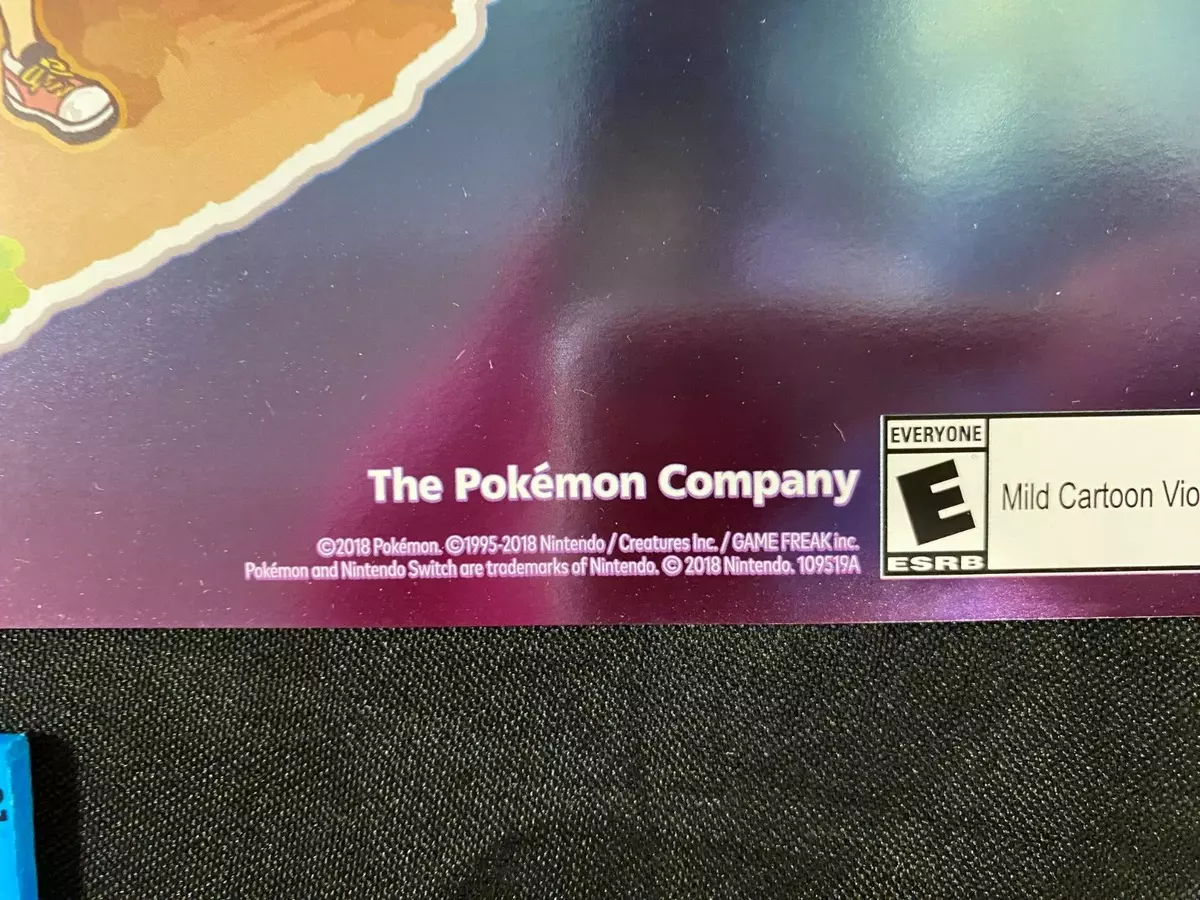 The Pokémon Company
©2018 Pokémon. ©1995-2018 Nintendo / Creatures Inc. / GAME FREAK inc.
Pokémon and Nintendo Switch are trademarks of Nintendo. © 2018 Nintendo. 109519A
EVERYONE
E
ESRB
Mild Cartoon